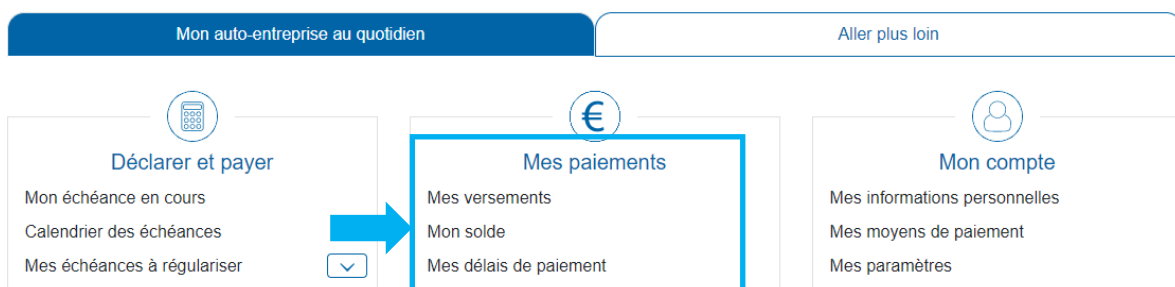 Mon auto-entreprise au quotidien
Aller plus loin
Déclarer et payer
Mon échéance en cours
Calendrier des échéances
Mes échéances à régulariser
€
Mes paiements
Mes versements
Mon solde
Mes délais de paiement
Mon compte
Mes informations personnelles
Mes moyens de paiement
Mes paramètres